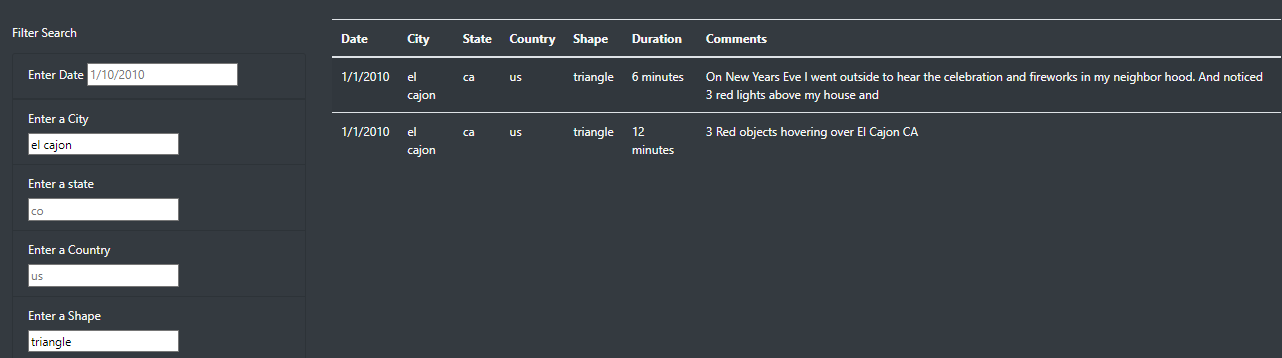 Filter Search
Enter Date 1/10/2010
Enter a City
el cajon
Enter a state
co
Enter a Country
us
Enter a Shape
triangle
Date City State Country Shape Duration Comments
1/1/2010 el cajon ca us triangle 6 minutes On New Years Eve I went outside to hear the celebration and fireworks in my neighbor hood. And noticed
3 red lights above my house and
1/1/2010 el cajon ca us triangle 12 minutes 3 Red objects hovering over El Cajon CA